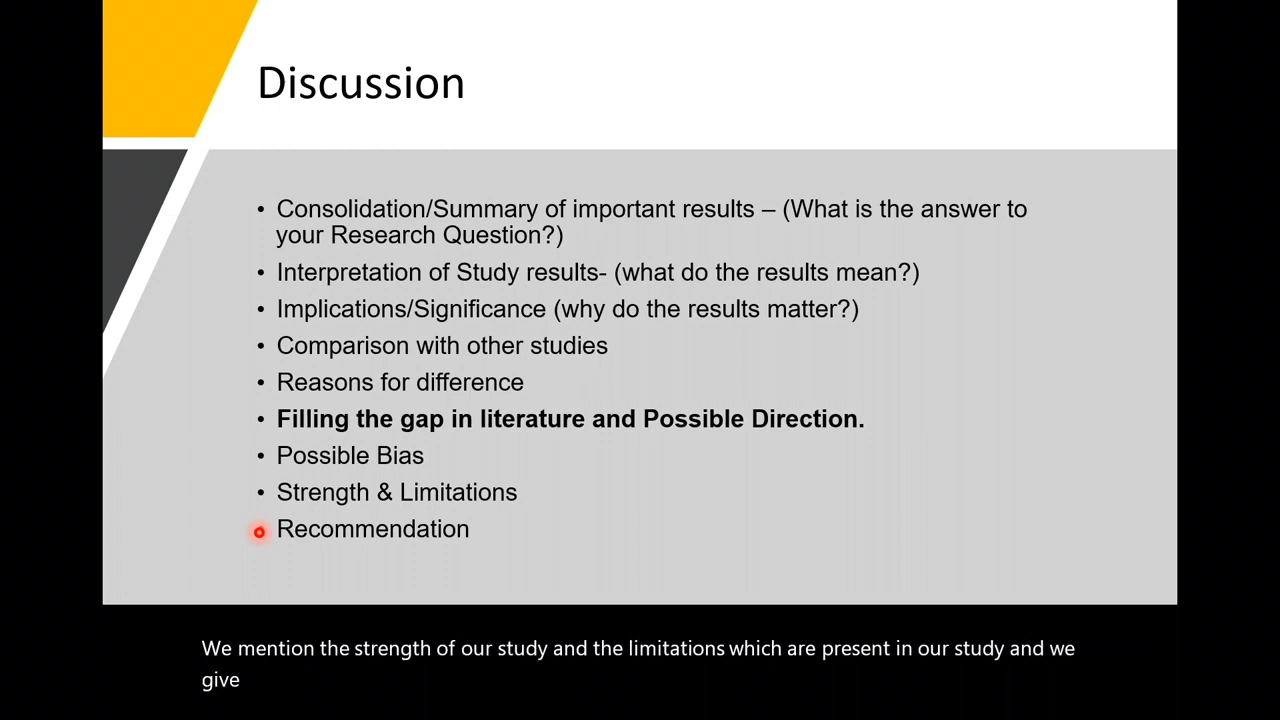 Discussion
• Consolidation/Summary of important results – (What is the answer to
your Research Question?)
• Interpretation of Study results- (what do the results mean?)
• Implications/Significance (why do the results matter?)
• Comparison with other studies
• Reasons for difference
• Filling the gap in literature and Possible Direction.
• Possible Bias
• Strength & Limitations
• Recommendation
We mention the strength of our study and the limitations which are present in our study and we
give